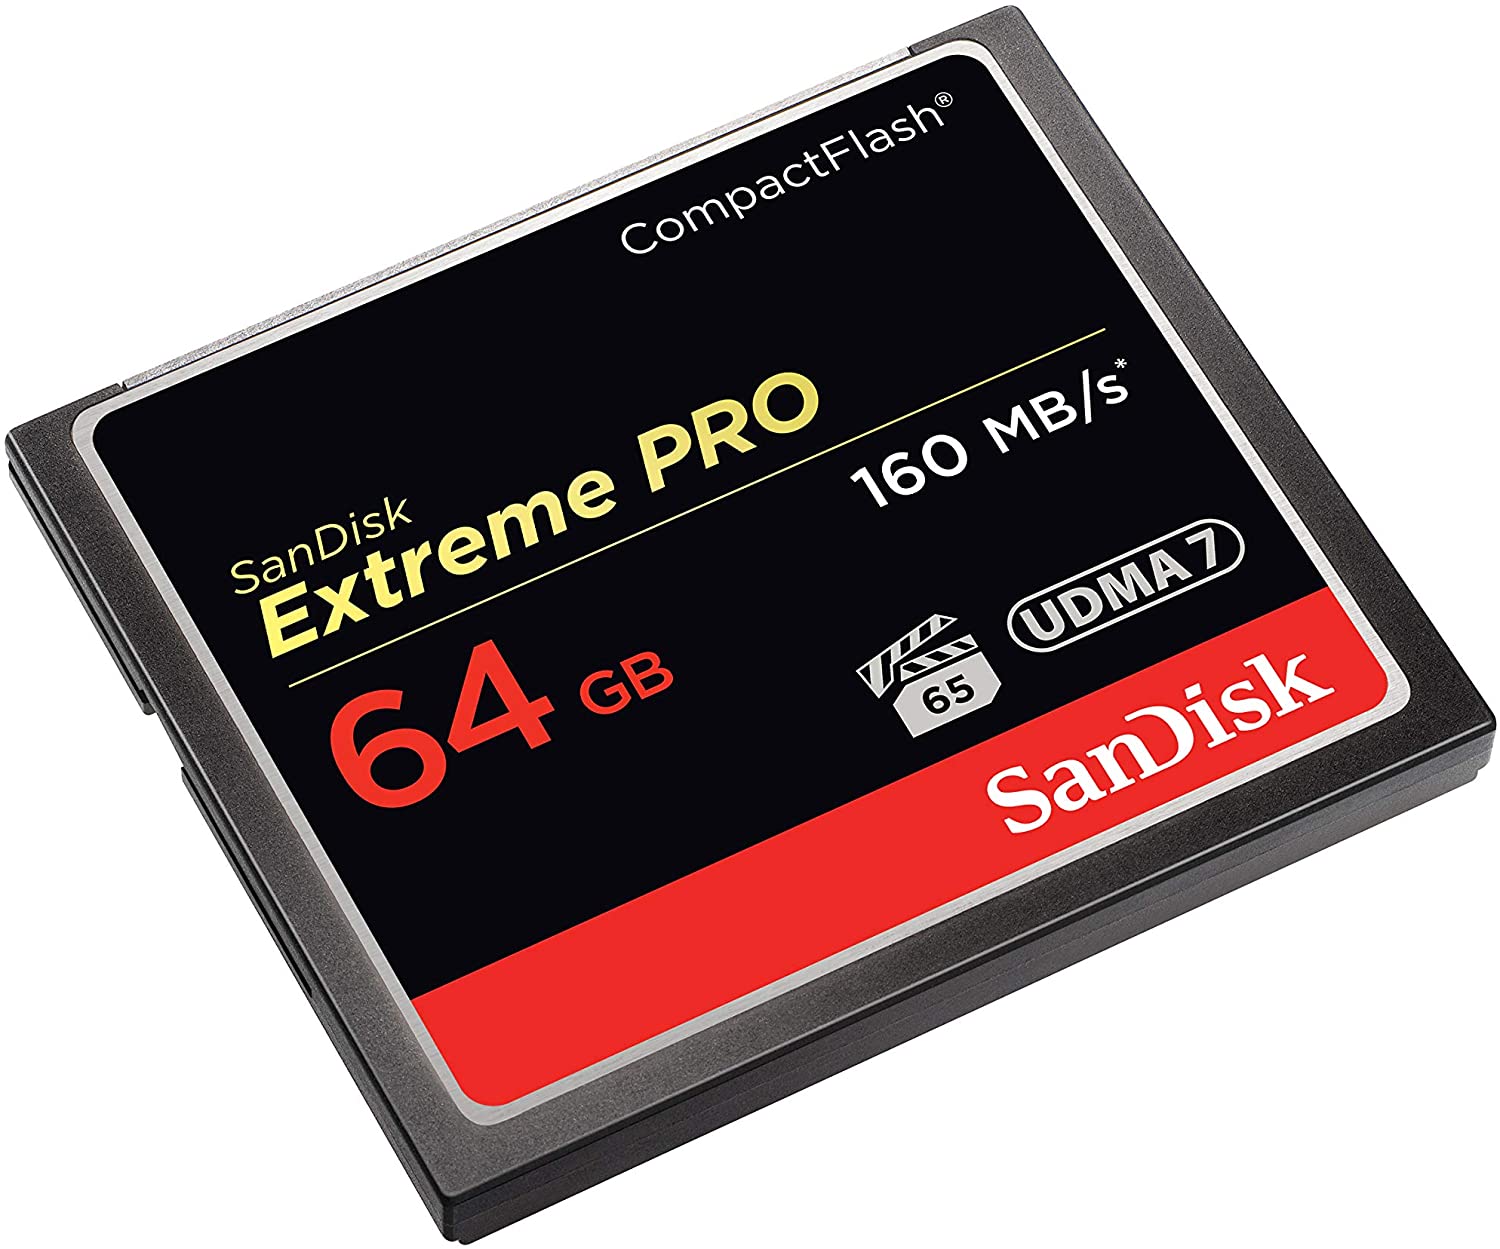 CompactFlash®
SanDisk
Extreme PRO
160 MB/s*
64 GB
UDMA 7
65
SanDisk